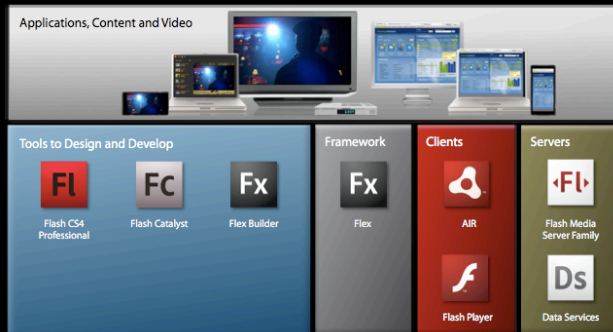 Applications, Content and Video
Tools to Design and Develop
Fl
Flash CS4
Professional
Fc
Flash Catalyst
Fx
Flex Builder
Framework
Fx
Flex
Clients
AIR
Flash Player
Servers
Fl
Flash Media
Server Family
Ds
Data Services